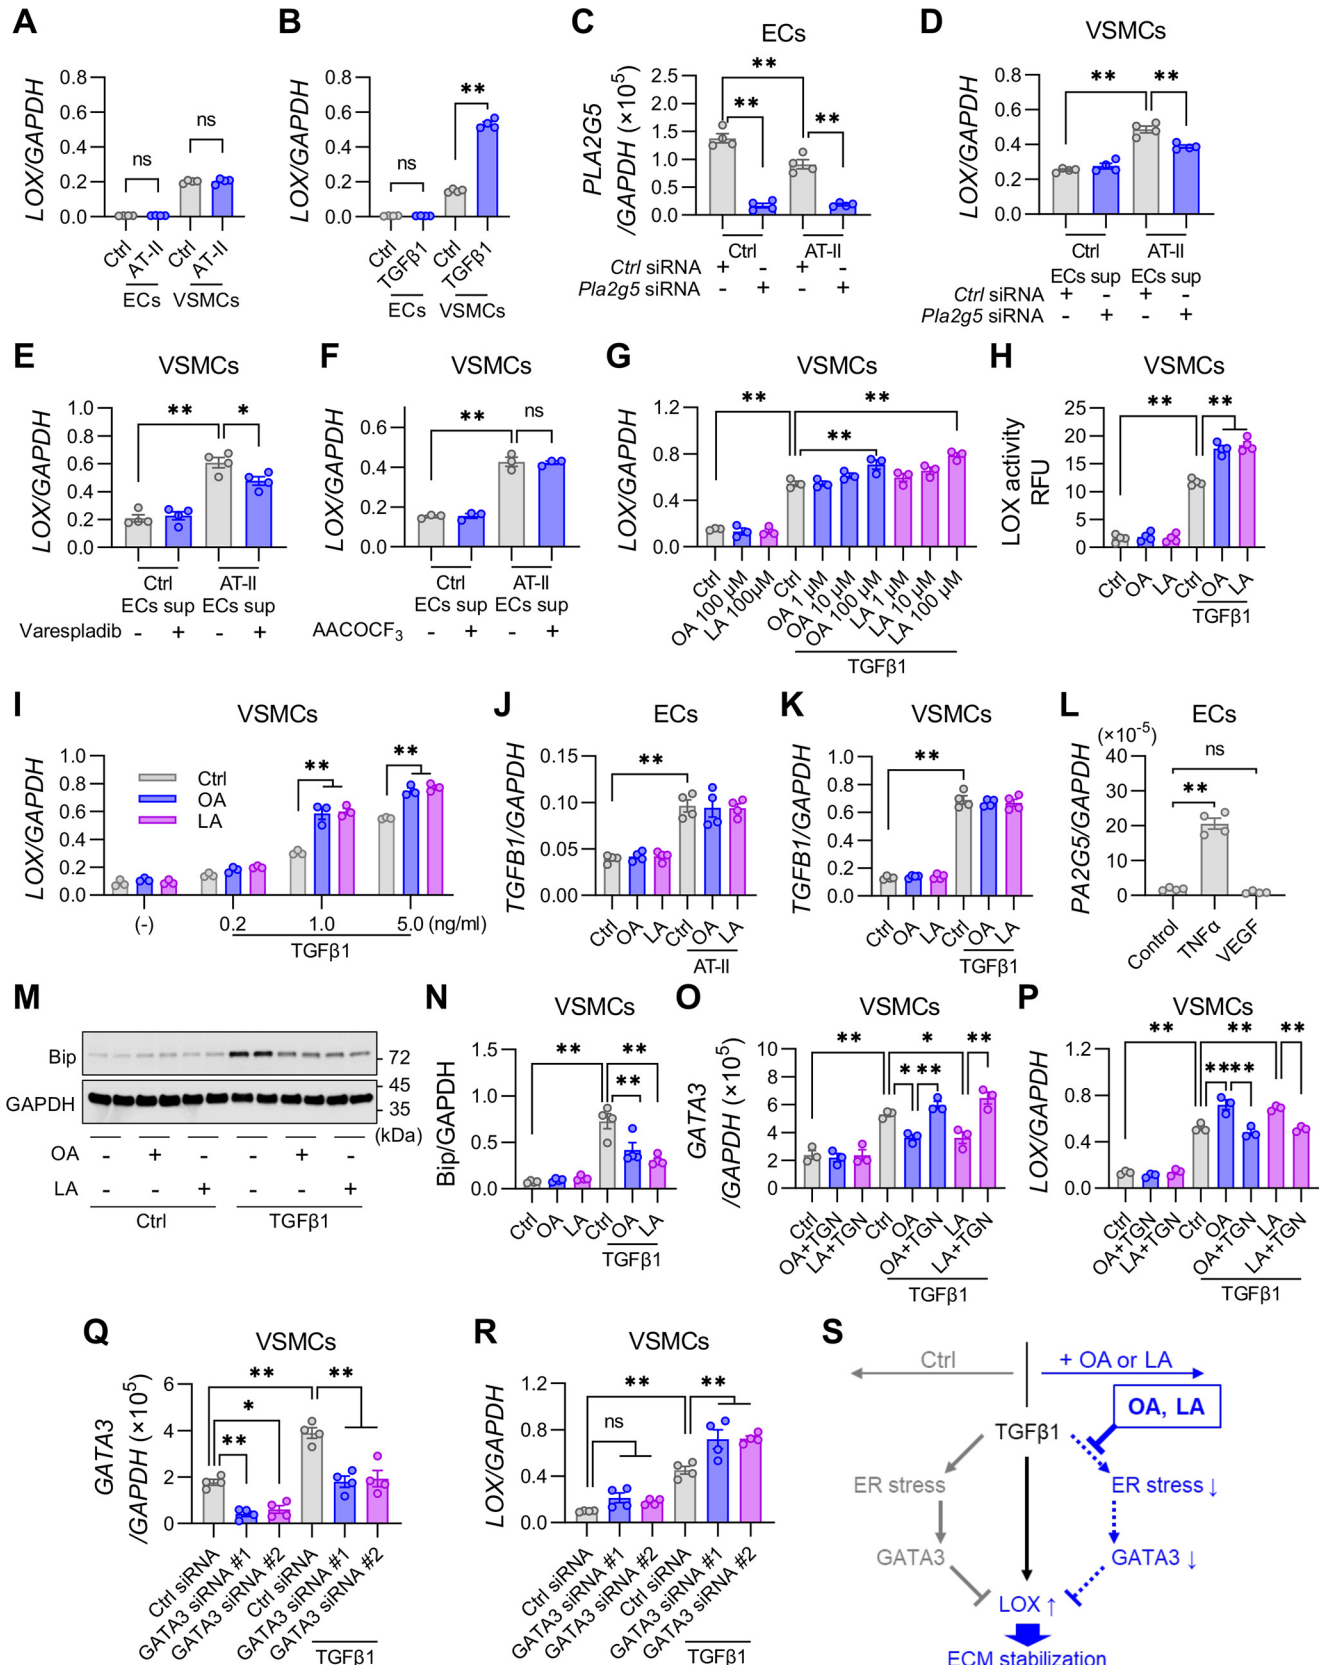 A
LOX/GAPDH
0.8
0.6
0.4
0.2
0.0
ns
ns
Ctrl
AT-II
Ctrl
AT-II
ECs
VSMCs
B
LOX/GAPDH
0.8
0.6
0.4
0.2
0.0
ns
**
Ctrl
TGFβ1
Ctrl
TGFβ1
ECs
VSMCs
C
ECs
PLA2G5
/GAPDH (×10⁵)
2.5
2.0
1.5
1.0
0.5
0.0
**
**
**
Ctrl
AT-II
Ctrl siRNA + - + -
Pla2g5 siRNA - + - +
D
VSMCs
LOX/GAPDH
0.8
0.6
0.4
0.2
0.0
**
**
Ctrl
ECs sup
AT-II
ECs sup
Ctrl siRNA + - + -
Pla2g5 siRNA - + - +
E
VSMCs
LOX/GAPDH
1.0
0.8
0.6
0.4
0.2
0.0
**
*
Ctrl
ECs sup
AT-II
ECs sup
Varespladib - + - +
F
VSMCs
LOX/GAPDH
0.6
0.4
0.2
0.0
**
ns
Ctrl
ECs sup
AT-II
ECs sup
AACOCF₃ - + - +
G
VSMCs
LOX/GAPDH
1.2
0.8
0.4
0.0
**
**
**
Ctrl
OA 100 μM
LA 100μM
Ctrl
OA 1 μM
OA 10 μM
OA 100 μM
LA 1 μM
LA 10 μM
LA 100 μM
TGFβ1
H
VSMCs
LOX activity
RFU
25
20
15
10
5
0
**
**
Ctrl
OA
LA
Ctrl
OA
LA
TGFβ1
I
VSMCs
LOX/GAPDH
1.0
0.8
0.6
0.4
0.2
0.0
Ctrl
OA
LA
**
**
(-) 0.2 1.0 5.0 (ng/ml)
TGFβ1
J
ECs
TGFB1/GAPDH
0.15
0.10
0.05
0.00
**
Ctrl
OA
LA
Ctrl
OA
LA
AT-II
K
VSMCs
TGFB1/GAPDH
1.0
0.8
0.6
0.4
0.2
0.0
**
Ctrl
OA
LA
Ctrl
OA
LA
TGFβ1
L
ECs
(×10⁻⁵)
PA2G5/GAPDH
40
20
0
ns
**
Control
TNFα
VEGF
M
Bip
GAPDH
72
45
35
(kDa)
OA - + - - + -
LA - - + - - +
Ctrl
TGFβ1
N
VSMCs
Bip/GAPDH
1.5
1.0
0.5
0.0
**
**
**
Ctrl
OA
LA
Ctrl
OA
LA
TGFβ1
O
VSMCs
GATA3
/GAPDH (×10⁵)
10
8
6
4
2
0
**
*
**
*
**
Ctrl
OA+TGN
LA+TGN
Ctrl
OA
OA+TGN
LA
LA+TGN
TGFβ1
P
VSMCs
LOX/GAPDH
1.2
0.8
0.4
0.0
**
**
**
**
**
Ctrl
OA+TGN
LA+TGN
Ctrl
OA
OA+TGN
LA
LA+TGN
TGFβ1
Q
VSMCs
GATA3
/GAPDH (×10⁵)
6
4
2
0
**
**
*
**
Ctrl siRNA
GATA3 siRNA #1
GATA3 siRNA #2
Ctrl siRNA
GATA3 siRNA #1
GATA3 siRNA #2
TGFβ1
R
VSMCs
LOX/GAPDH
1.2
0.8
0.4
0.0
**
**
ns
Ctrl siRNA
GATA3 siRNA #1
GATA3 siRNA #2
Ctrl siRNA
GATA3 siRNA #1
GATA3 siRNA #2
TGFβ1
S
Ctrl
+ OA or LA
OA, LA
TGFβ1
ER stress
ER stress ↓
GATA3
GATA3 ↓
LOX ↑
ECM stabilization